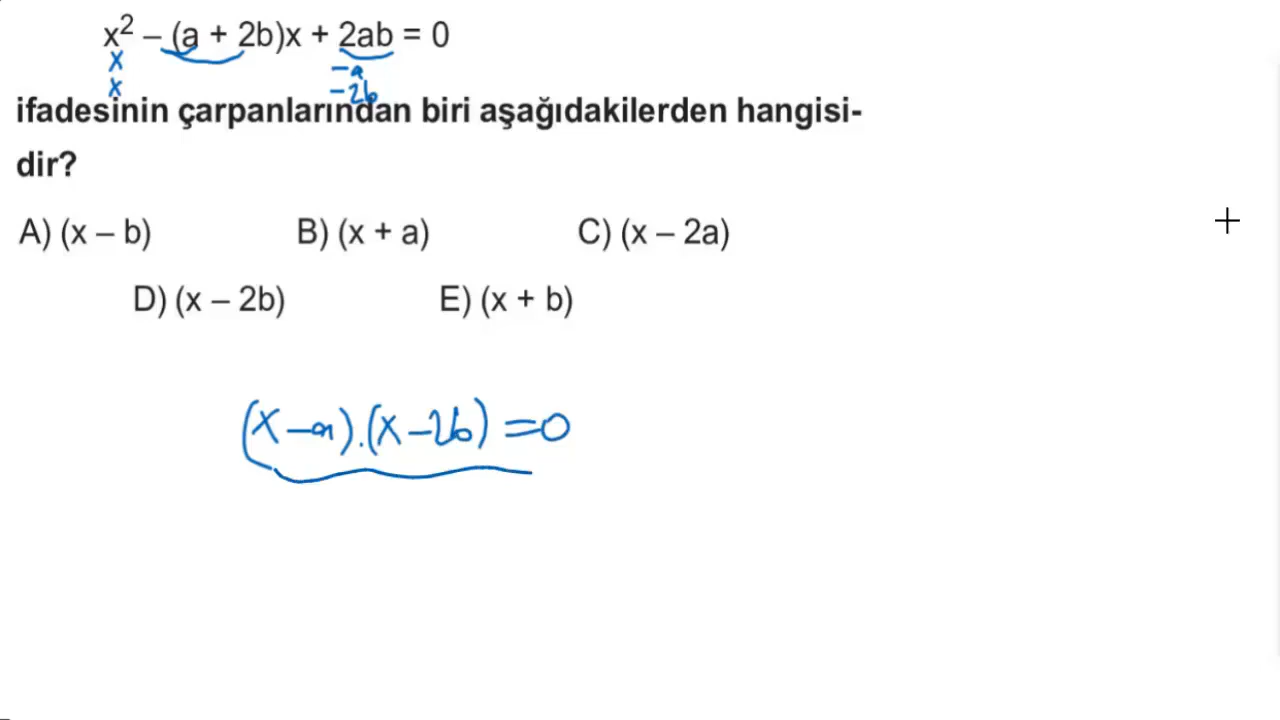 x² – (a + 2b)x + 2ab = 0
x -a
x -2b
ifadesinin çarpanlarından biri aşağıdakilerden hangisi-
dir?
A) (x – b) B) (x + a) C) (x – 2a)
D) (x – 2b) E) (x + b)
(x-a).(x-2b)=0